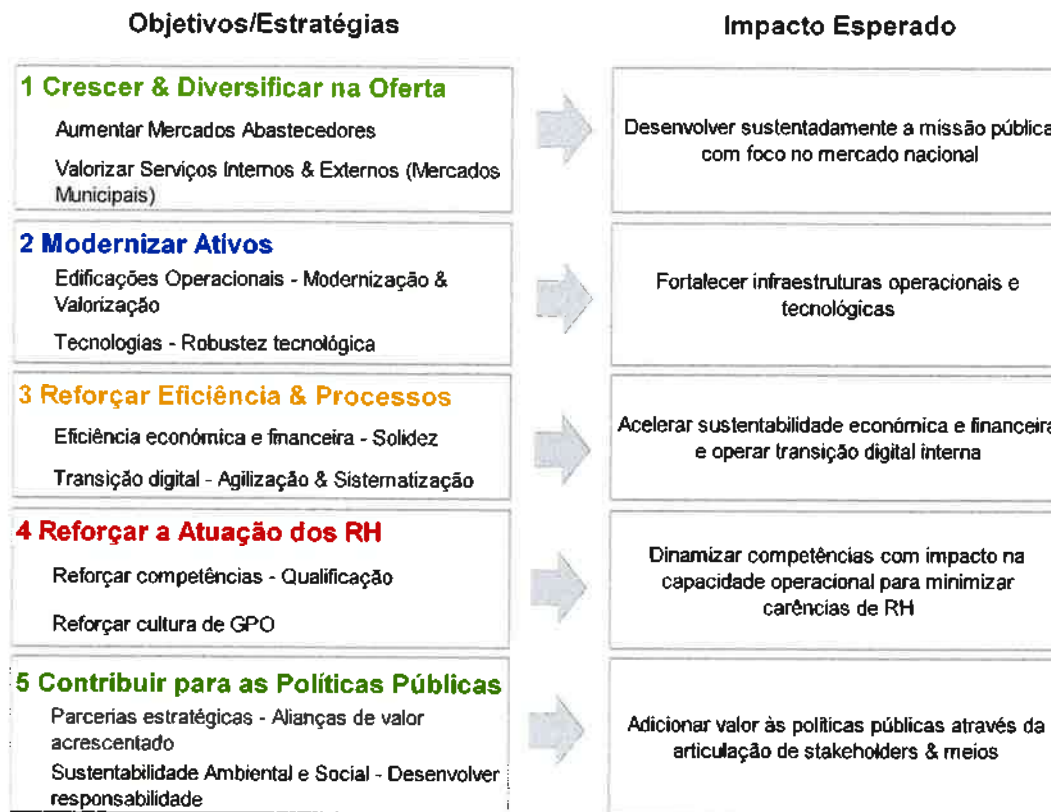 Objetivos/Estratégias
Impacto Esperado
1 Crescer & Diversificar na Oferta
Aumentar Mercados Abastecedores
Valorizar Serviços Internos & Externos (Mercados
Municipais)
Desenvolver sustentadamente a missão pública
com foco no mercado nacional
2 Modernizar Ativos
Edificações Operacionais - Modernização &
Valorização
Tecnologias - Robustez tecnológica
Fortalecer infraestruturas operacionais e
tecnológicas
3 Reforçar Eficiência & Processos
Eficiência económica e financeira - Solidez
Transição digital - Agilização & Sistematização
Acelerar sustentabilidade económica e financeira
e operar transição digital interna
4 Reforçar a Atuação dos RH
Reforçar competências - Qualificação
Reforçar cultura de GPO
Dinamizar competências com impacto na
capacidade operacional para minimizar
carências de RH
5 Contribuir para as Políticas Públicas
Parcerias estratégicas - Alianças de valor
acrescentado
Sustentabilidade Ambiental e Social - Desenvolver
responsabilidade
Adicionar valor às políticas públicas através da
articulação de stakeholders & meios